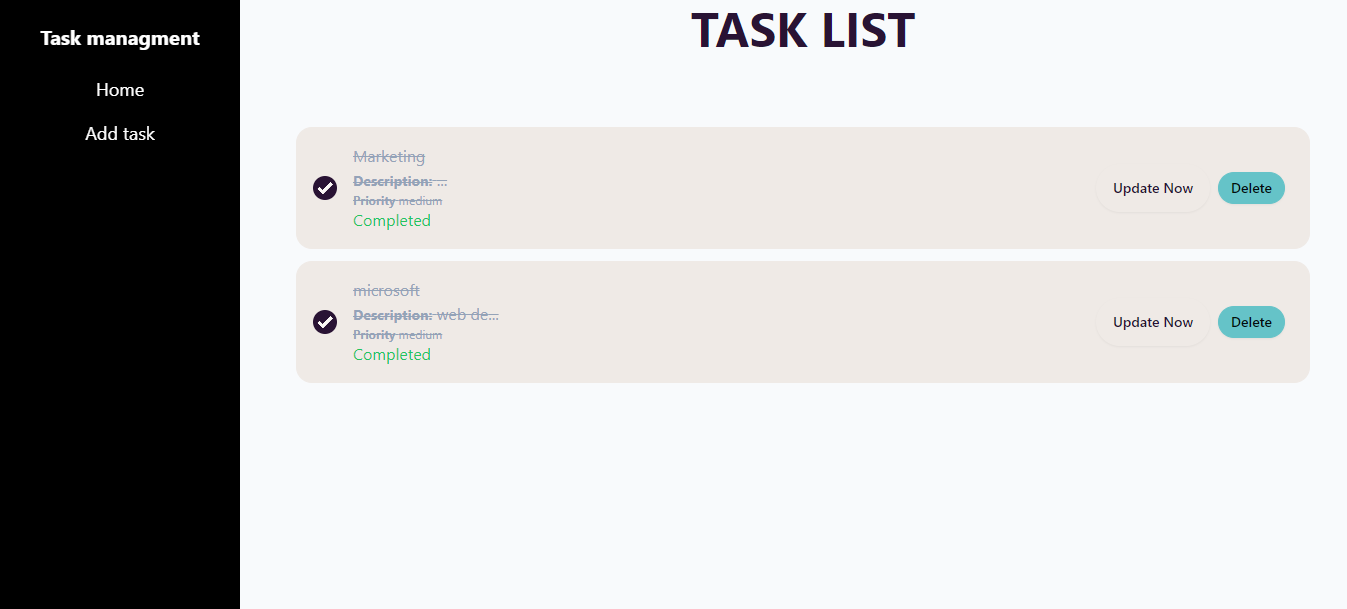 Task managment
Home
Add task
TASK LIST
Marketing
Description: ...
Priority medium
Completed
Update Now
Delete
microsoft
Description: web de...
Priority medium
Completed
Update Now
Delete